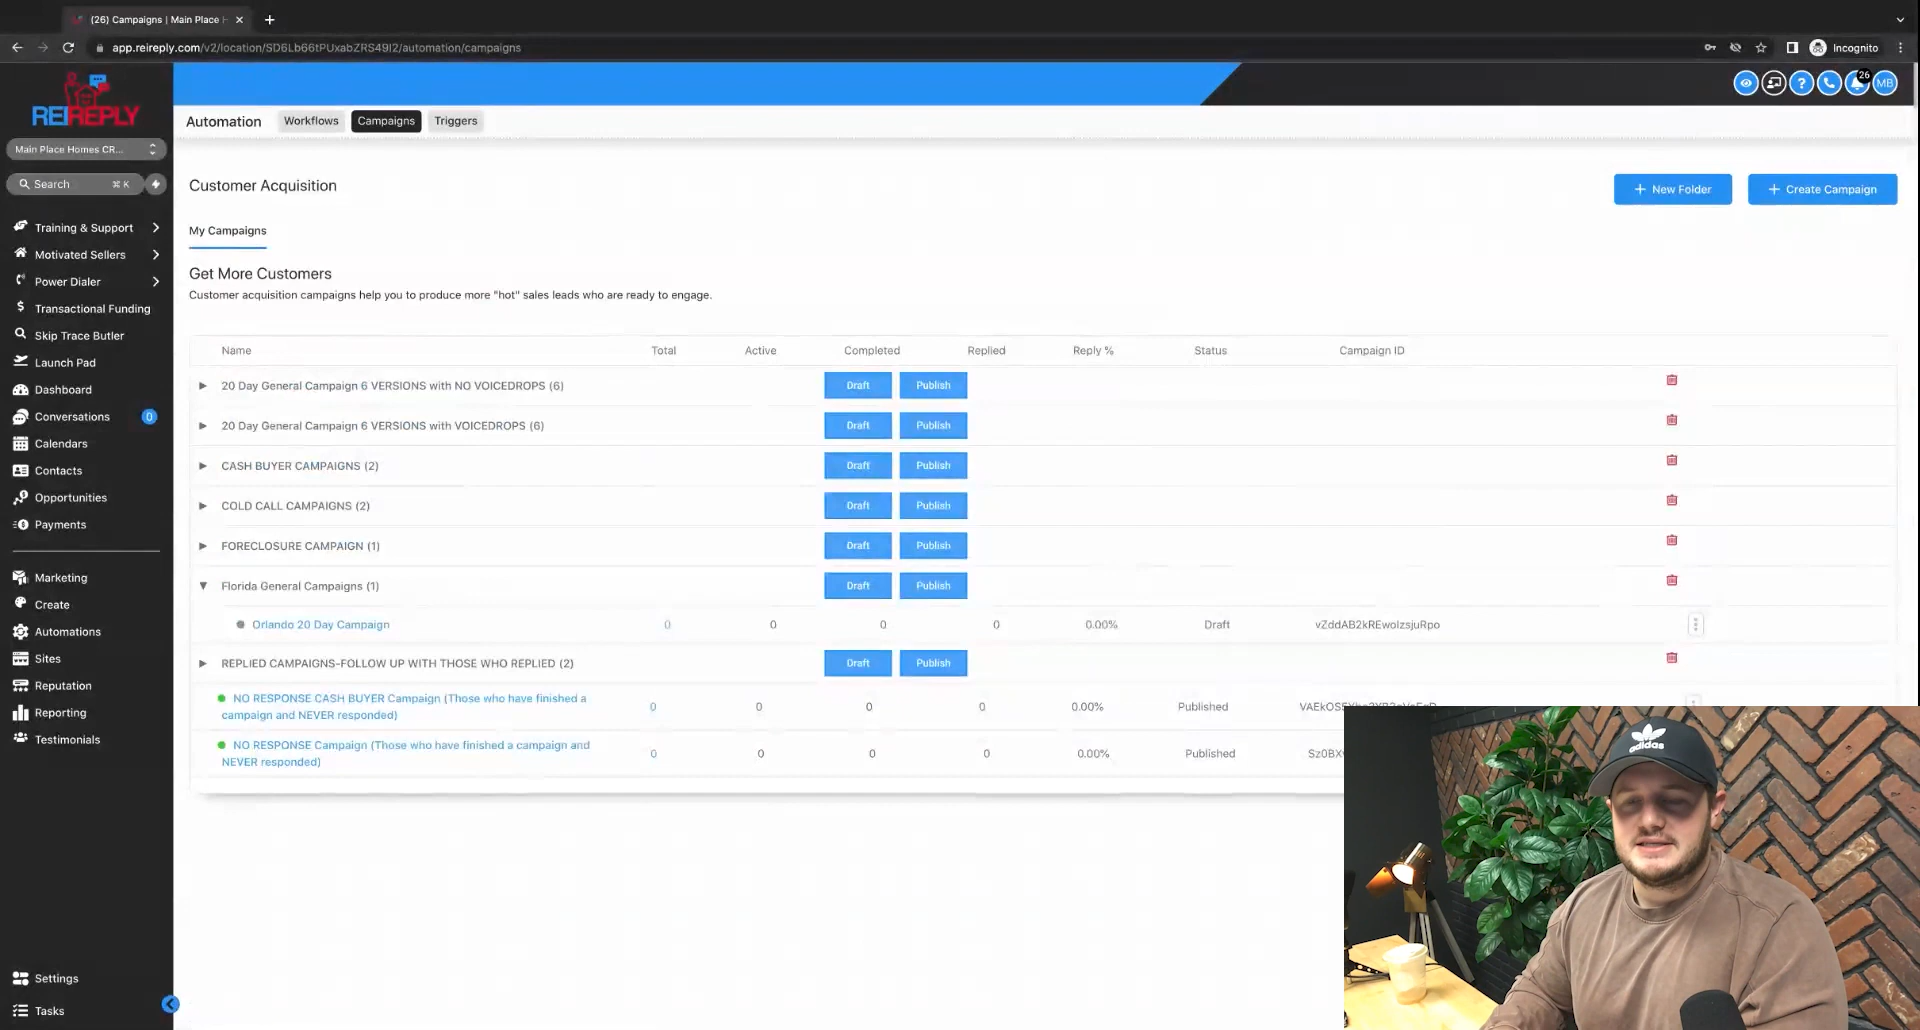 (26) Campaigns | Main Place H
app.reireply.com/v2/location/SD6Lb66tPUxabZRS49I2/automation/campaigns
Incognito
REIREPLY
26
MB
Main Place Homes CR...
Search ⌘ K
Automation Workflows Campaigns Triggers
Customer Acquisition
+ New Folder
+ Create Campaign
My Campaigns
Get More Customers
Customer acquisition campaigns help you to produce more "hot" sales leads who are ready to engage.
Training & Support
Motivated Sellers
Power Dialer
Transactional Funding
Skip Trace Butler
Launch Pad
Dashboard
Conversations 0
Calendars
Contacts
Opportunities
Payments
Marketing
Create
Automations
Sites
Reputation
Reporting
Testimonials
Settings
Tasks
Name Total Active Completed Replied Reply % Status Campaign ID
20 Day General Campaign 6 VERSIONS with NO VOICEDROPS (6) Draft Publish
20 Day General Campaign 6 VERSIONS with VOICEDROPS (6) Draft Publish
CASH BUYER CAMPAIGNS (2) Draft Publish
COLD CALL CAMPAIGNS (2) Draft Publish
FORECLOSURE CAMPAIGN (1) Draft Publish
Florida General Campaigns (1) Draft Publish
Orlando 20 Day Campaign 0 0 0 0 0.00% Draft vZddAB2kREwoIzsjuRpo
REPLIED CAMPAIGNS-FOLLOW UP WITH THOSE WHO REPLIED (2) Draft Publish
NO RESPONSE CASH BUYER Campaign (Those who have finished a
campaign and NEVER responded) 0 0 0 0 0.00% Published
NO RESPONSE Campaign (Those who have finished a campaign and
NEVER responded) 0 0 0 0 0.00% Published
adidas